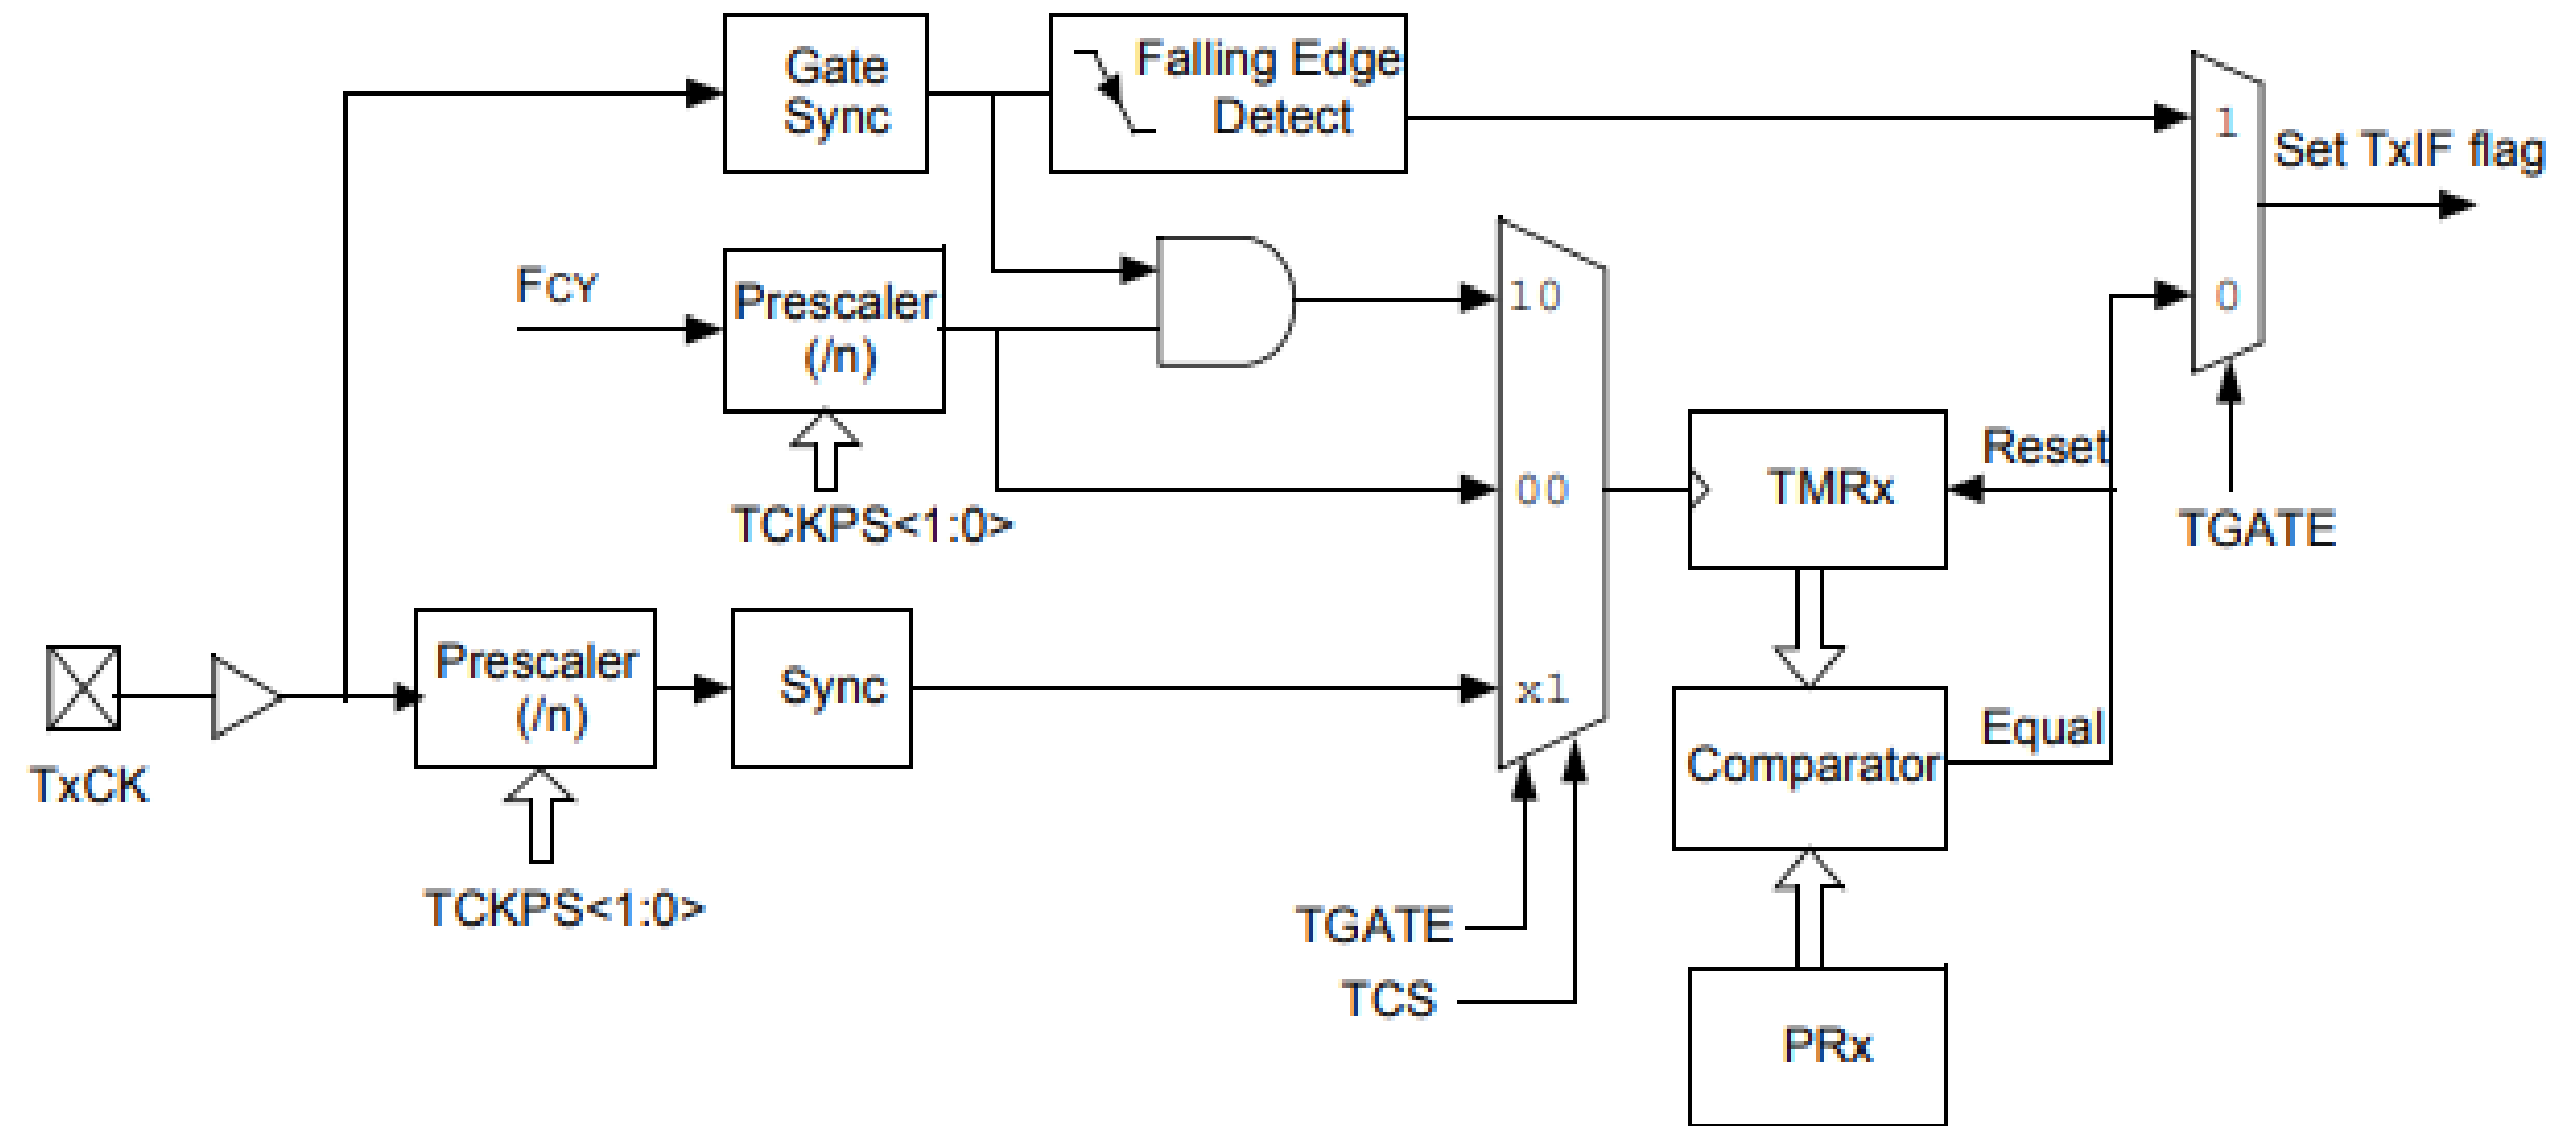 Gate
Sync
Falling Edge
Detect
1
Set TxIF flag
0
TGATE
FCY
Prescaler
(/n)
TCKPS<1:0>
10
00
x1
Reset
TMRx
Prescaler
(/n)
Sync
TxCK
TCKPS<1:0>
Equal
Comparator
TGATE
TCS
PRx